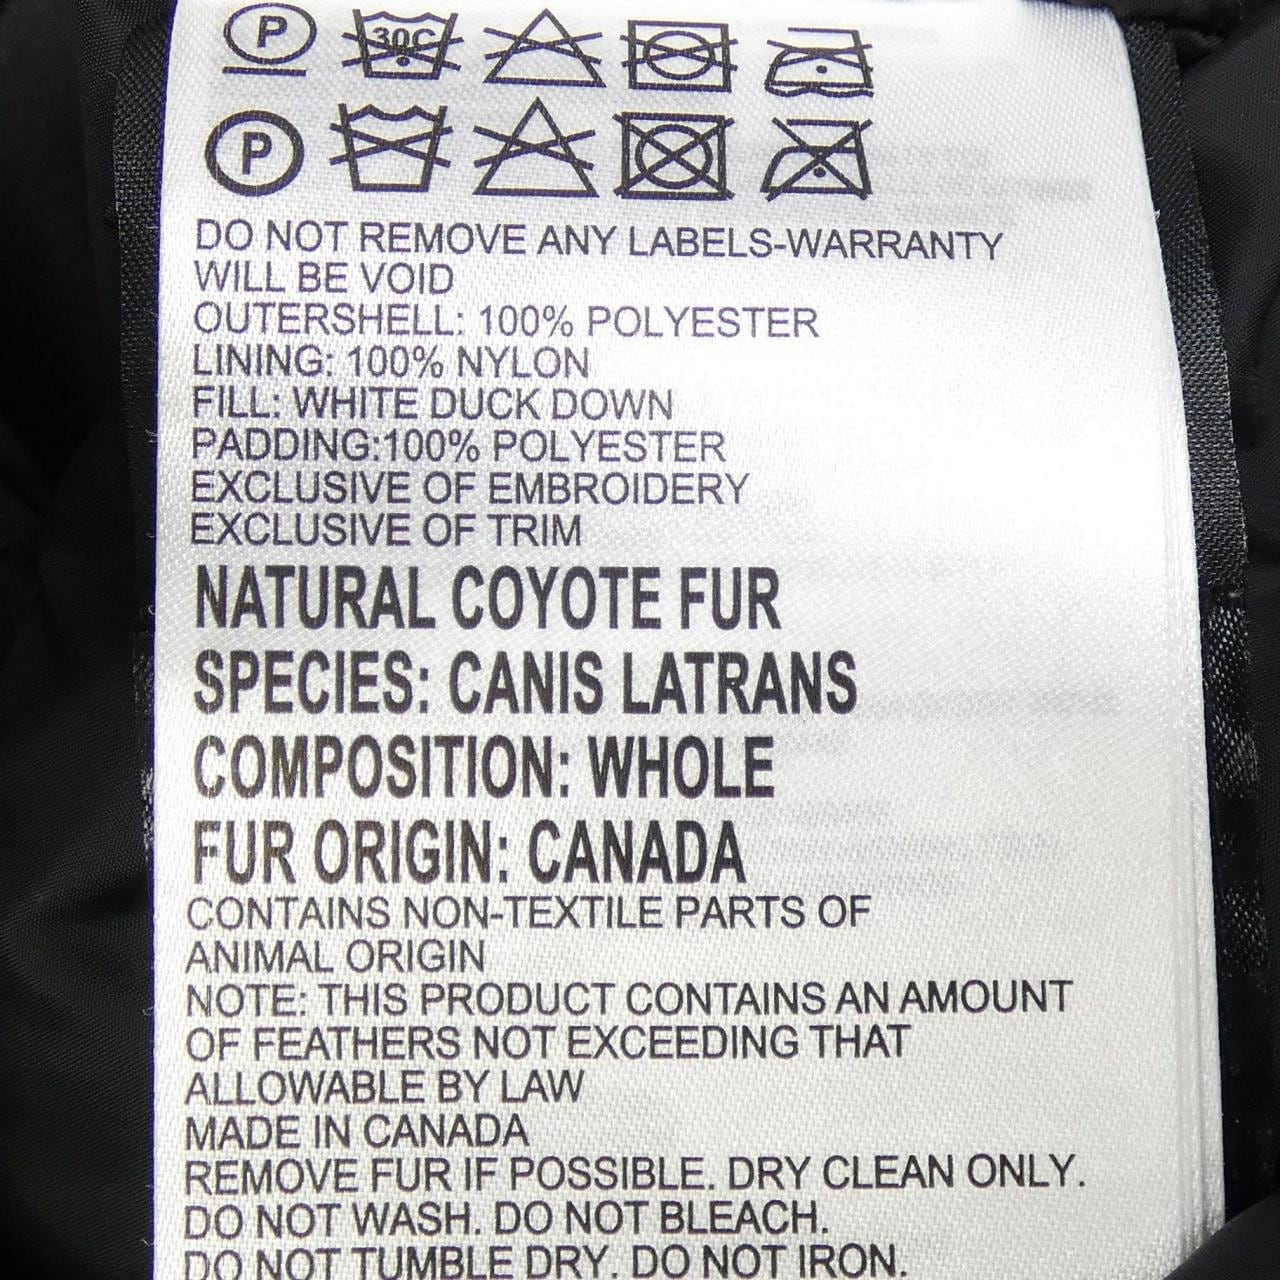 P 30C
P
DO NOT REMOVE ANY LABELS-WARRANTY
WILL BE VOID
OUTERSHELL: 100% POLYESTER
LINING: 100% NYLON
FILL: WHITE DUCK DOWN
PADDING:100% POLYESTER
EXCLUSIVE OF EMBROIDERY
EXCLUSIVE OF TRIM
NATURAL COYOTE FUR
SPECIES: CANIS LATRANS
COMPOSITION: WHOLE
FUR ORIGIN: CANADA
CONTAINS NON-TEXTILE PARTS OF
ANIMAL ORIGIN
NOTE: THIS PRODUCT CONTAINS AN AMOUNT
OF FEATHERS NOT EXCEEDING THAT
ALLOWABLE BY LAW
MADE IN CANADA
REMOVE FUR IF POSSIBLE. DRY CLEAN ONLY.
DO NOT WASH. DO NOT BLEACH.
DO NOT TUMBLE DRY. DO NOT IRON.